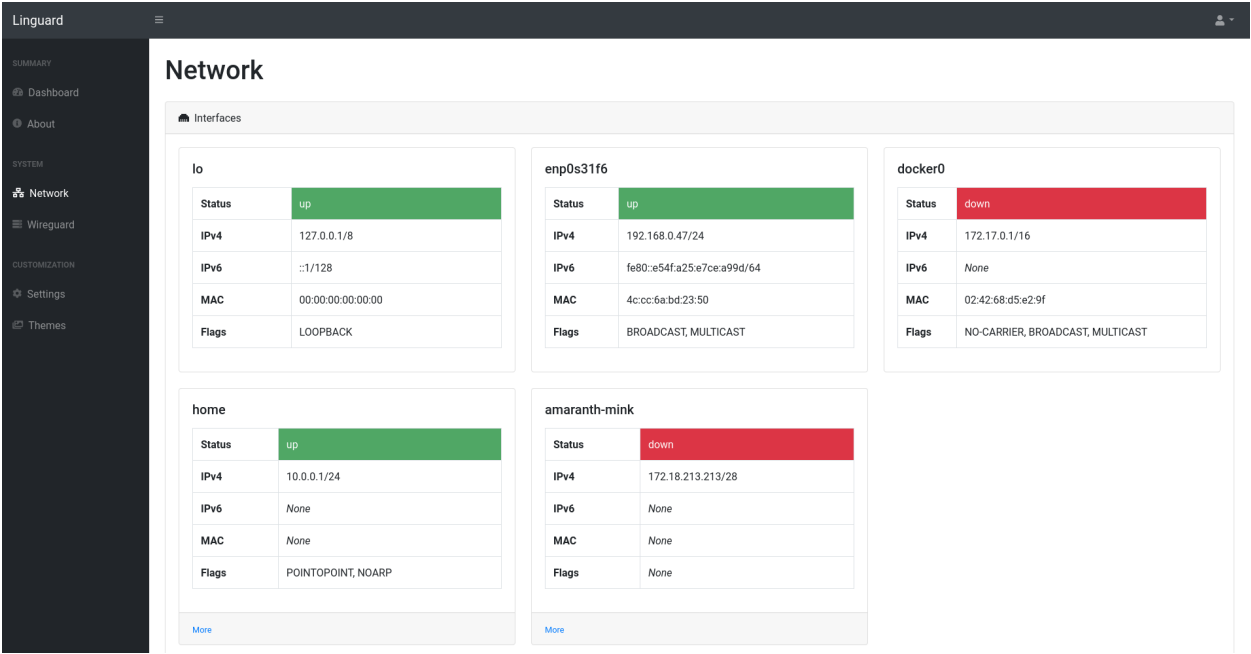 Linguard
SUMMARY
Dashboard
About
SYSTEM
Network
Wireguard
CUSTOMIZATION
Settings
Themes
Network
Interfaces
lo
Status up
IPv4 127.0.0.1/8
IPv6 ::1/128
MAC 00:00:00:00:00:00
Flags LOOPBACK
enp0s31f6
Status up
IPv4 192.168.0.47/24
IPv6 fe80::e54f:a25:e7ce:a99d/64
MAC 4c:cc:6a:bd:23:50
Flags BROADCAST, MULTICAST
docker0
Status down
IPv4 172.17.0.1/16
IPv6 None
MAC 02:42:68:d5:e2:9f
Flags NO-CARRIER, BROADCAST, MULTICAST
home
Status up
IPv4 10.0.0.1/24
IPv6 None
MAC None
Flags POINTOPOINT, NOARP
More
amaranth-mink
Status down
IPv4 172.18.213.213/28
IPv6 None
MAC None
Flags None
More